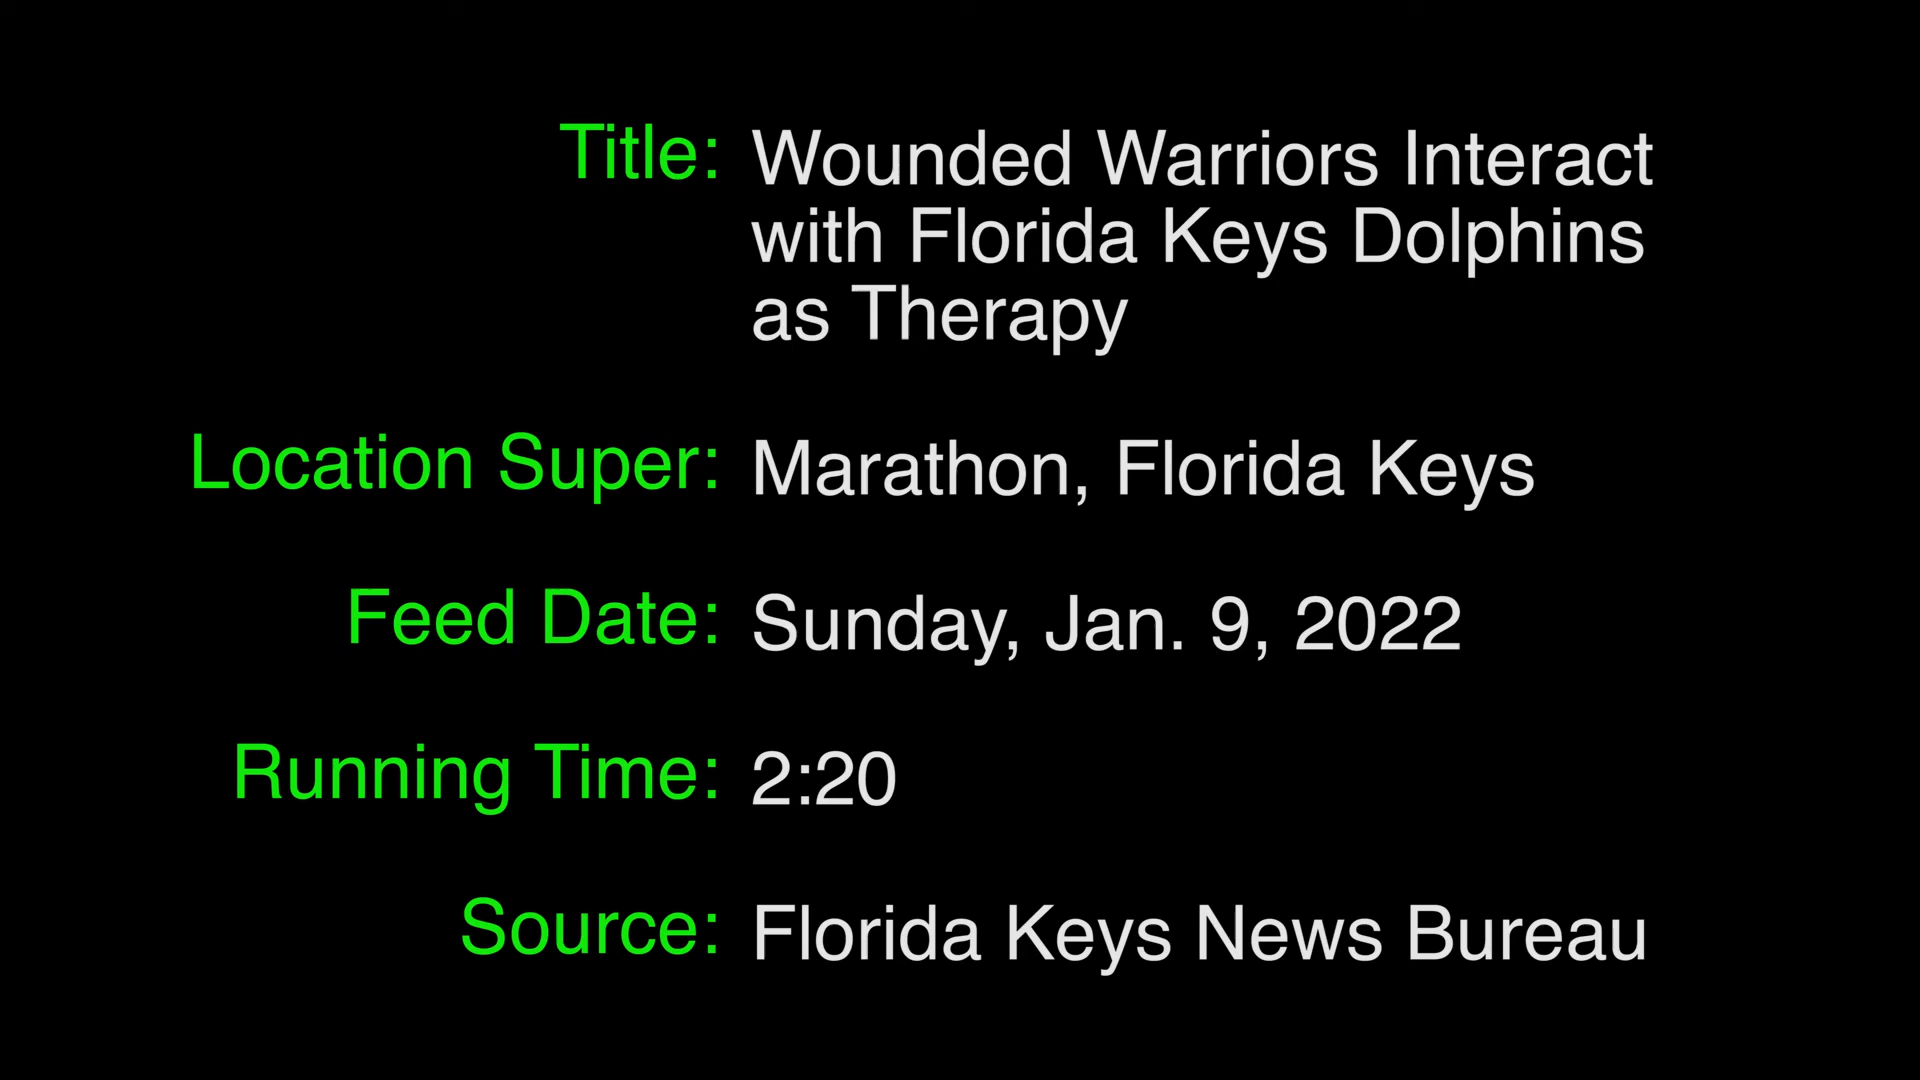 Title: Wounded Warriors Interact
with Florida Keys Dolphins
as Therapy
Location Super: Marathon, Florida Keys
Feed Date: Sunday, Jan. 9, 2022
Running Time: 2:20
Source: Florida Keys News Bureau